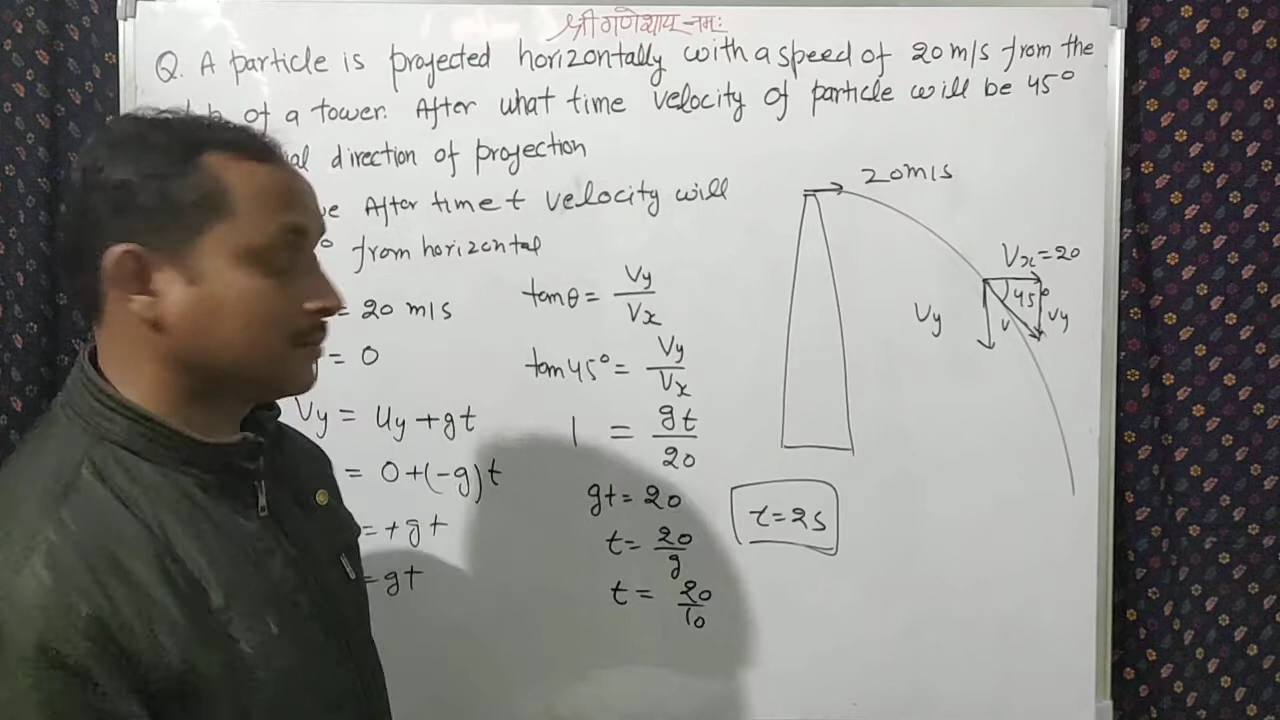 श्री गणेशाय नमः
Q. A particle is projected horizontally with a speed of 20 m/s from the
of a tower. After what time velocity of particle will be 45°
direction of projection
After time t velocity will
from horizontal
= 20 m/s
= 0
Vy = Uy + gt
= 0+(-g)t
= + gt
= gt
tanθ = Vy/Vx
tan45° = Vy/Vx
1 = gt/20
gt = 20
t = 20/g
t = 20/10
t=2s
20m/s
Vx=20
45°
Vy
V
Vy